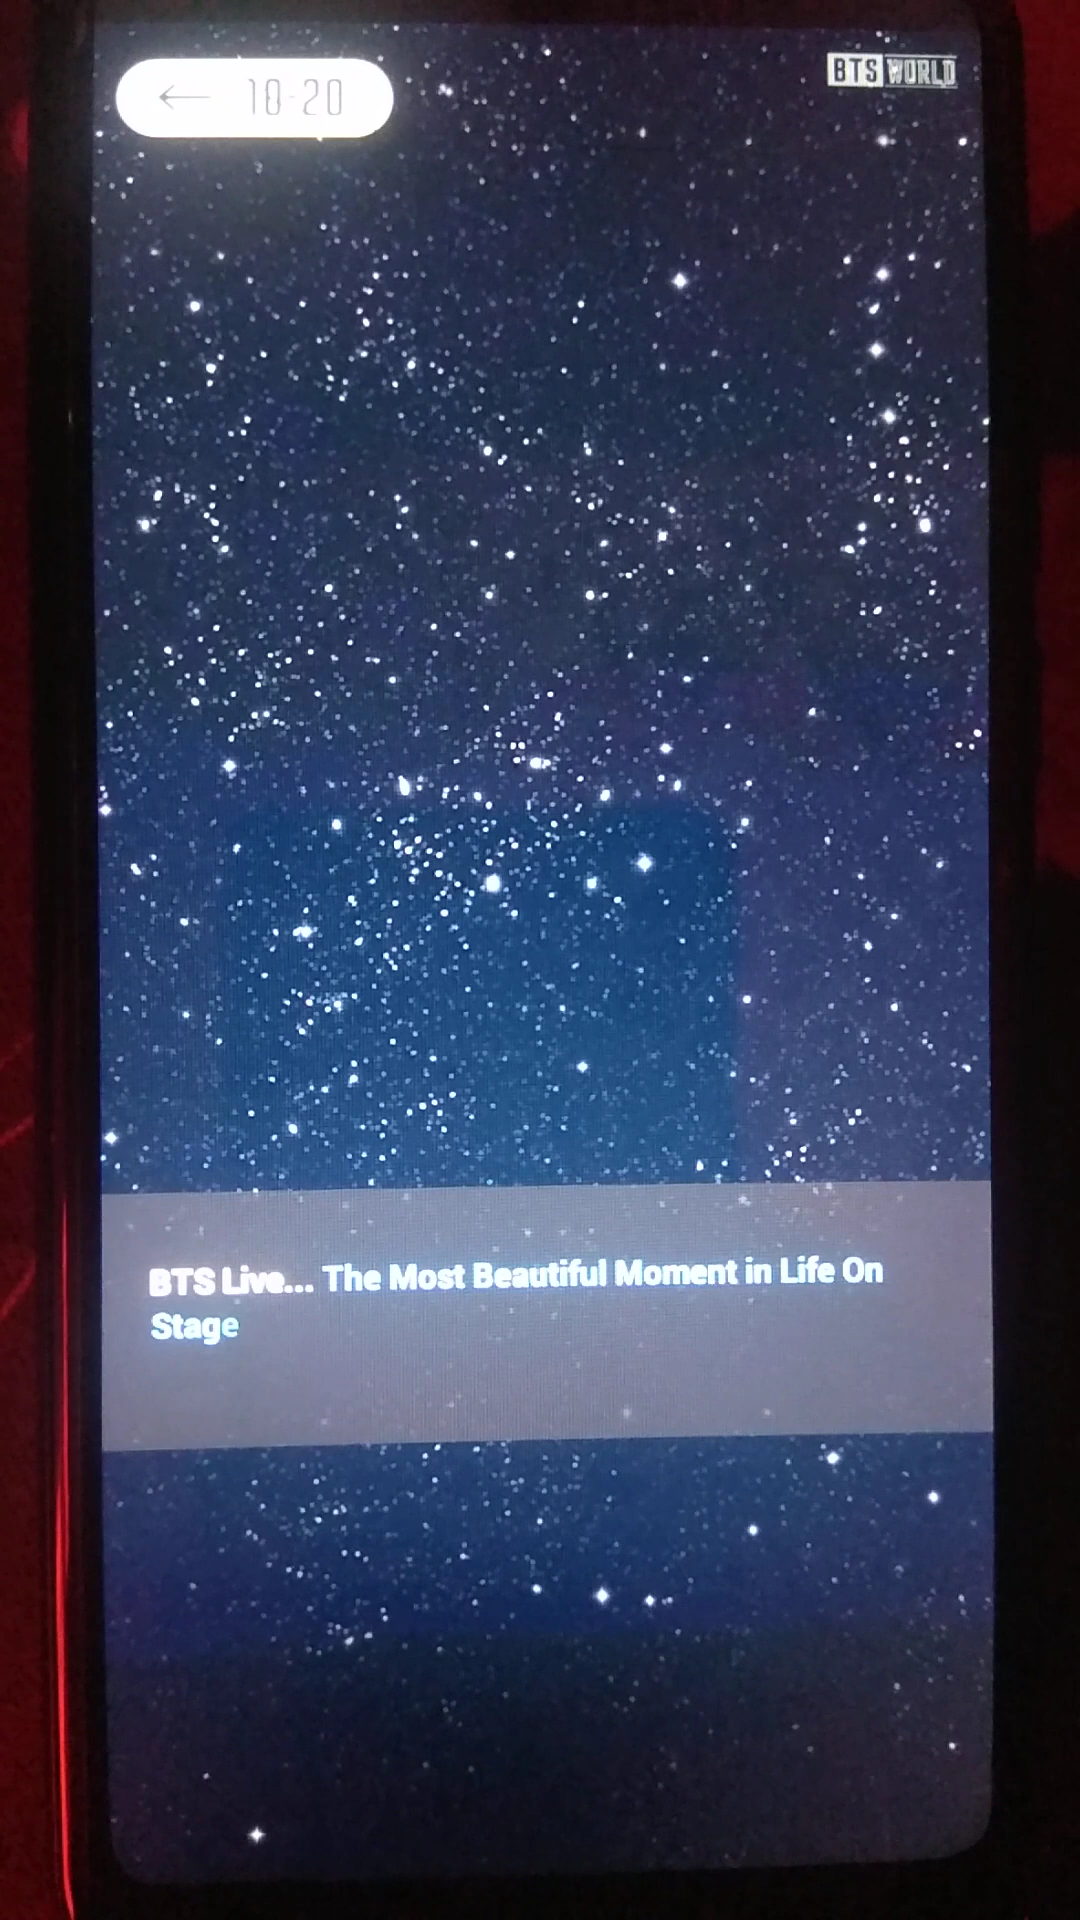 ← 10-20
BTS WORLD
BTS Live... The Most Beautiful Moment in Life On
Stage